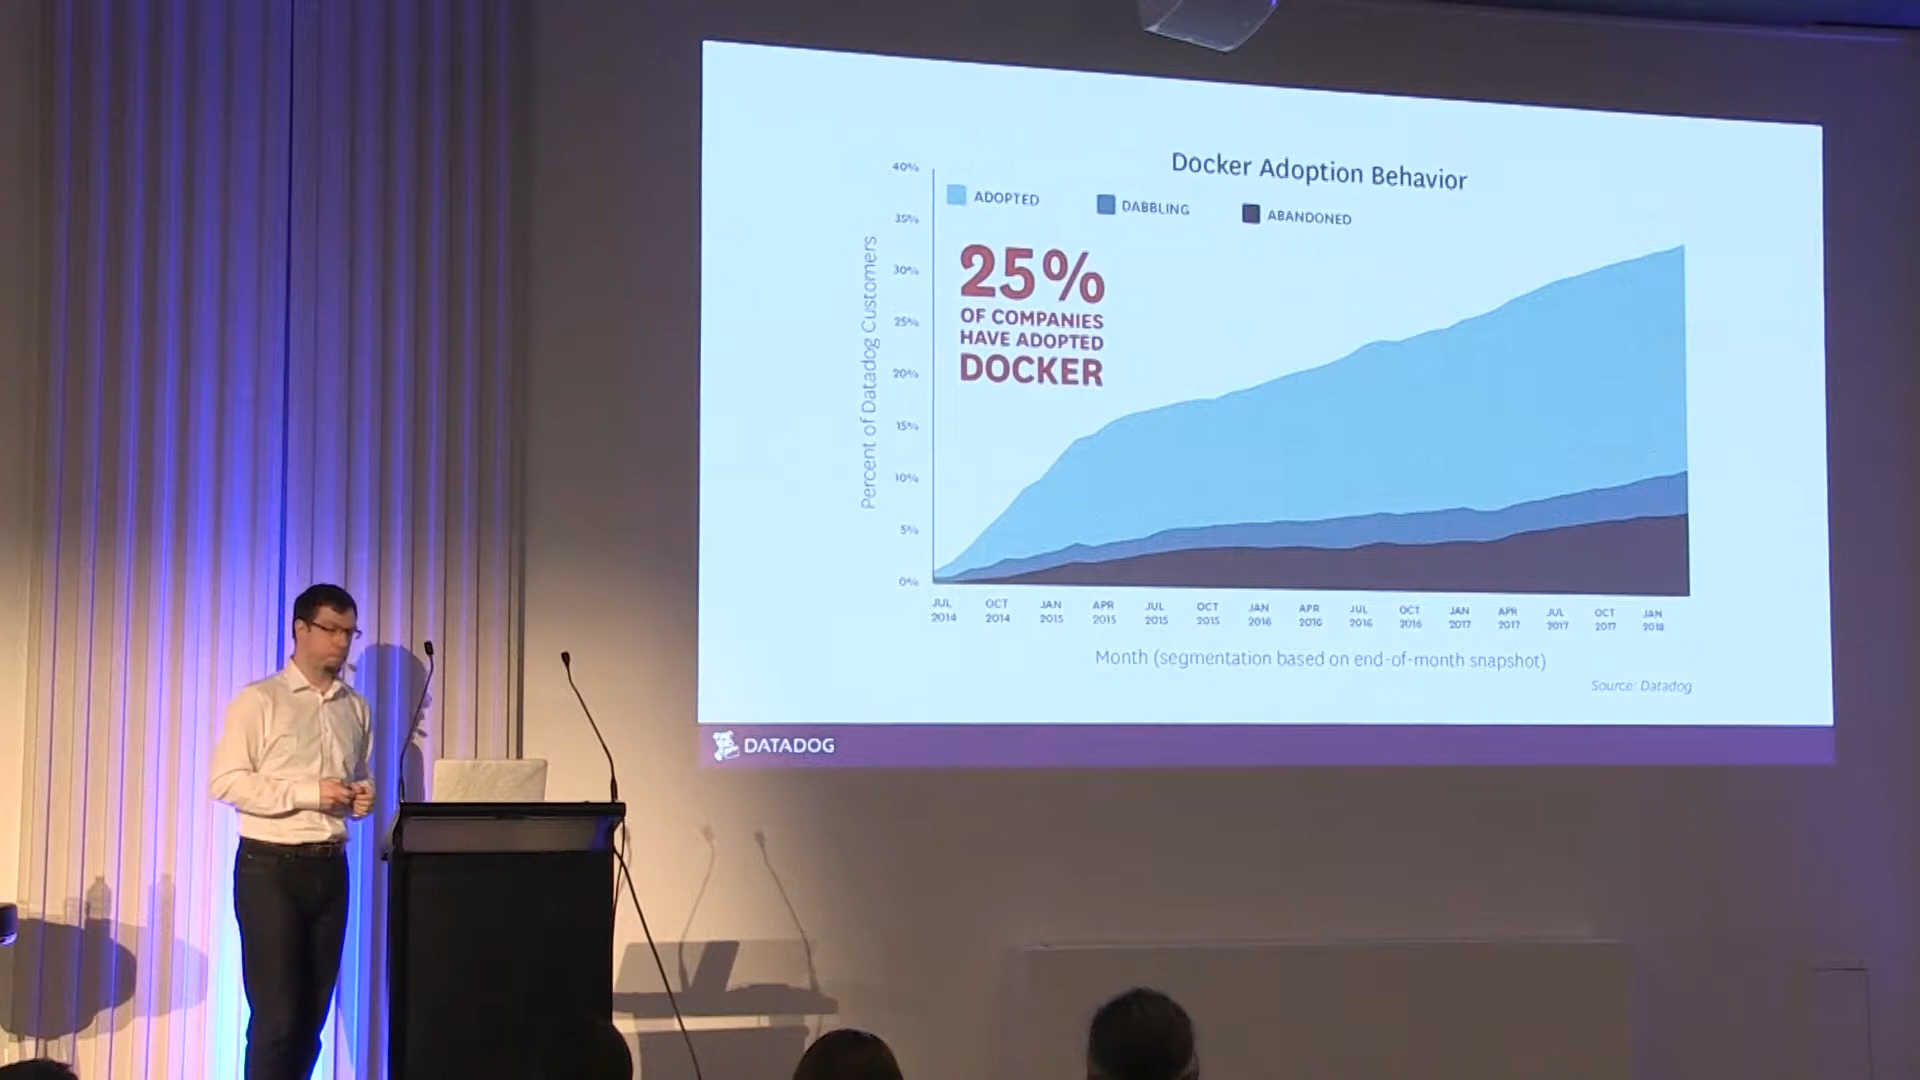 Docker Adoption Behavior
40%
35%
30%
25%
20%
15%
10%
5%
0%
Percent of Datadog Customers
ADOPTED DABBLING ABANDONED
25%
OF COMPANIES
HAVE ADOPTED
DOCKER
JUL OCT JAN APR JUL OCT JAN APR JUL OCT JAN APR JUL OCT JAN
2014 2014 2015 2015 2015 2015 2016 2016 2016 2016 2017 2017 2017 2017 2018
Month (segmentation based on end-of-month snapshot)
Source: Datadog
DATADOG